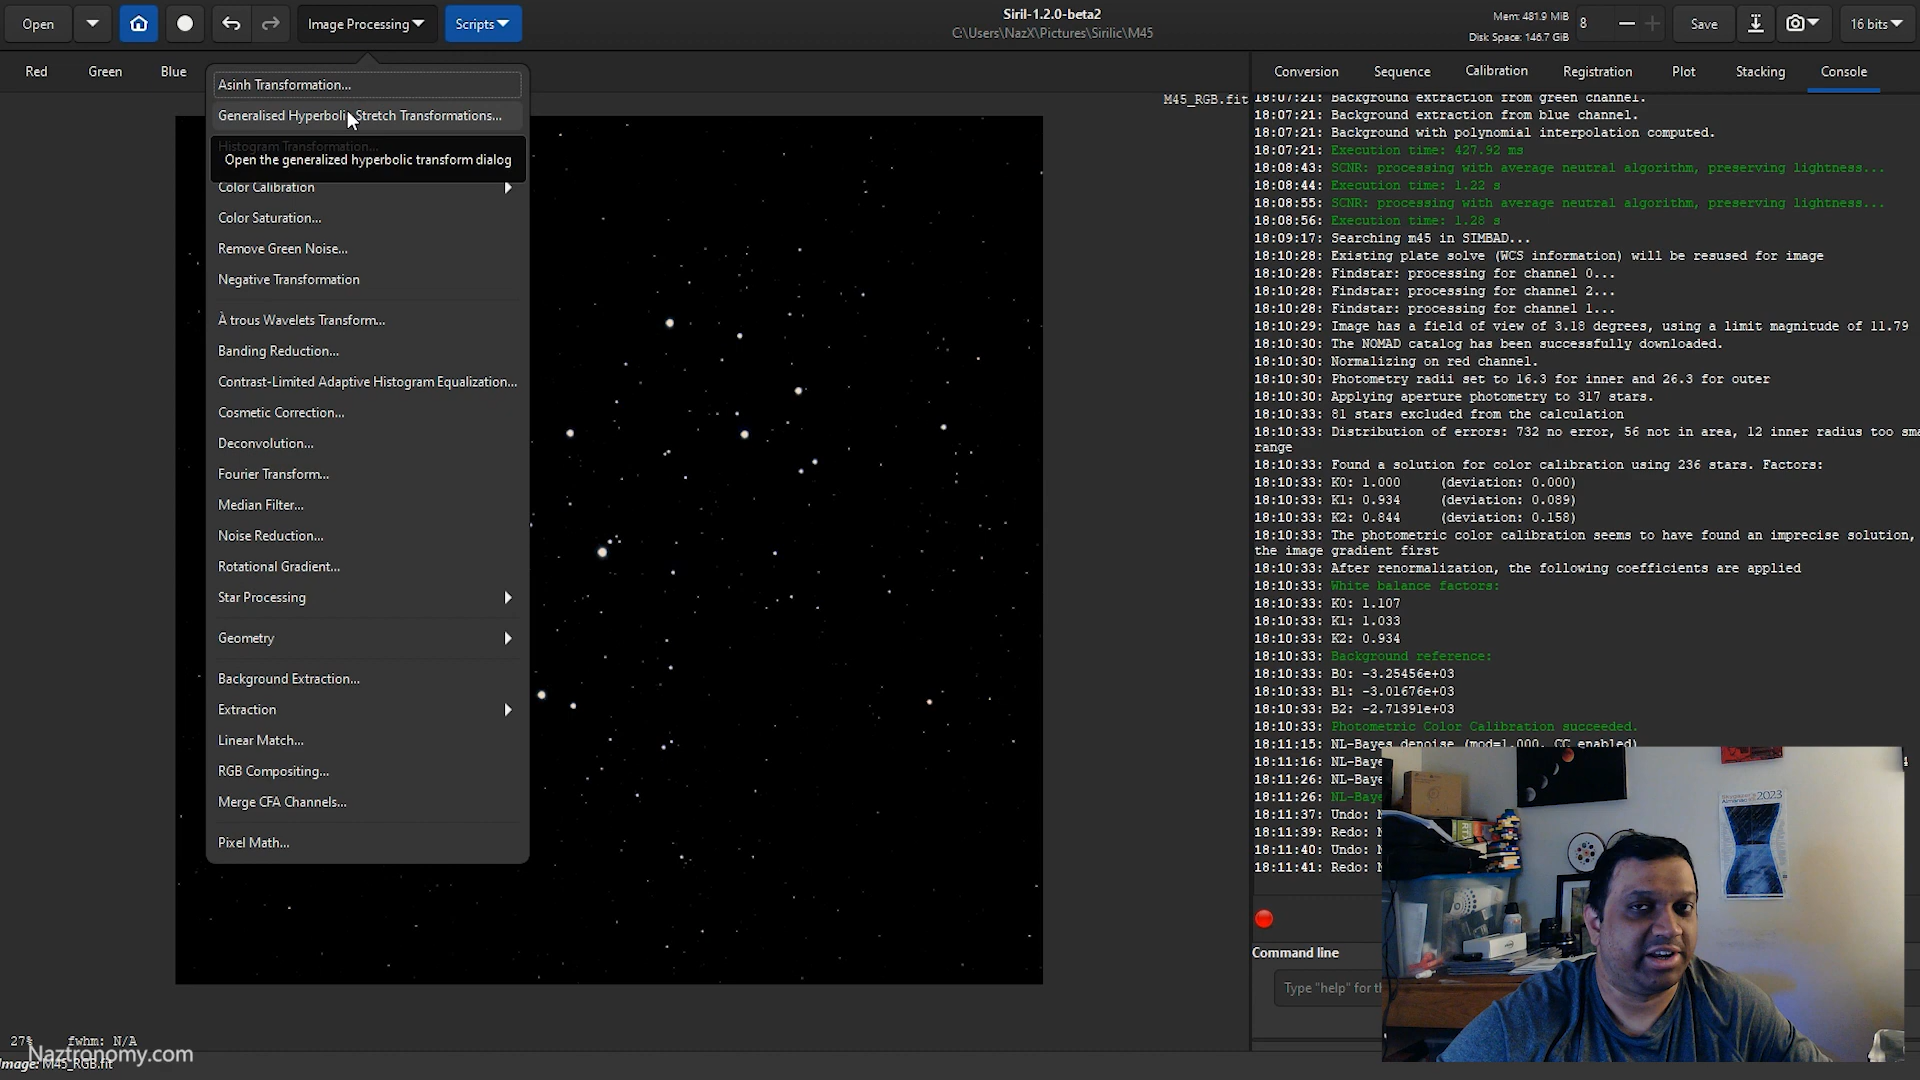 Open
Image Processing
Scripts
Siril-1.2.0-beta2
C:\Users\NazX\Pictures\Sirilic\M45
Mem: 481.9 MiB
Disk Space: 146.7 GiB
8
Save
16 bits
Red
Green
Blue
Conversion
Sequence
Calibration
Registration
Plot
Stacking
Console
M45_RGB.fit
Asinh Transformation...
Generalised Hyperbolic Stretch Transformations...
Histogram Transformation...
Open the generalized hyperbolic transform dialog
Color Calibration
Color Saturation...
Remove Green Noise...
Negative Transformation
À trous Wavelets Transform...
Banding Reduction...
Contrast-Limited Adaptive Histogram Equalization...
Cosmetic Correction...
Deconvolution...
Fourier Transform...
Median Filter...
Noise Reduction...
Rotational Gradient...
Star Processing
Geometry
Background Extraction...
Extraction
Linear Match...
RGB Compositing...
Merge CFA Channels...
Pixel Math...
18:07:21: Background extraction from green channel.
18:07:21: Background extraction from blue channel.
18:07:21: Background with polynomial interpolation computed.
18:07:21: Execution time: 427.92 ms
18:08:43: SCNR: processing with average neutral algorithm, preserving lightness...
18:08:44: Execution time: 1.22 s
18:08:55: SCNR: processing with average neutral algorithm, preserving lightness...
18:08:56: Execution time: 1.28 s
18:09:17: Searching m45 in SIMBAD...
18:10:28: Existing plate solve (WCS information) will be resused for image
18:10:28: Findstar: processing for channel 0...
18:10:28: Findstar: processing for channel 2...
18:10:28: Findstar: processing for channel 1...
18:10:29: Image has a field of view of 3.18 degrees, using a limit magnitude of 11.79
18:10:30: The NOMAD catalog has been successfully downloaded.
18:10:30: Normalizing on red channel.
18:10:30: Photometry radii set to 16.3 for inner and 26.3 for outer
18:10:30: Applying aperture photometry to 317 stars.
18:10:33: 81 stars excluded from the calculation
18:10:33: Distribution of errors: 732 no error, 56 not in area, 12 inner radius too sma
range
18:10:33: Found a solution for color calibration using 236 stars. Factors:
18:10:33: K0: 1.000 (deviation: 0.000)
18:10:33: K1: 0.934 (deviation: 0.089)
18:10:33: K2: 0.844 (deviation: 0.158)
18:10:33: The photometric color calibration seems to have found an imprecise solution,
the image gradient first
18:10:33: After renormalization, the following coefficients are applied
18:10:33: White balance factors:
18:10:33: K0: 1.107
18:10:33: K1: 1.033
18:10:33: K2: 0.934
18:10:33: Background reference:
18:10:33: B0: -3.25456e+03
18:10:33: B1: -3.01676e+03
18:10:33: B2: -2.71391e+03
18:10:33: Photometric Color Calibration succeeded.
18:11:15: NL-Bayes denoise (mod=1.000, CC enabled)
18:11:16: NL-Baye
18:11:26: NL-Baye
18:11:26: NL-Baye
18:11:37: Undo:
18:11:39: Redo:
18:11:40: Undo:
18:11:41: Redo:
Command line
Type "help" for th
2023
27%
fwhm: N/A
Naztronomy.com
Image: M45_RGB.fit